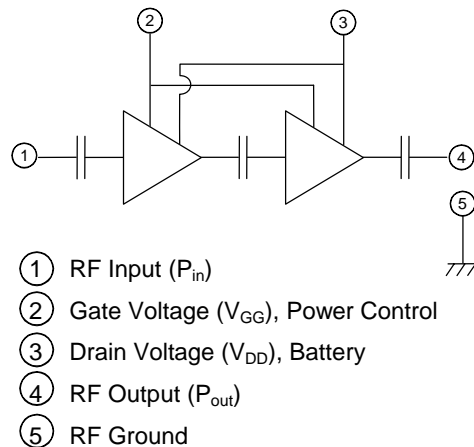 2
3
1
4
5
1 RF Input (Pin)
2 Gate Voltage (VGG), Power Control
3 Drain Voltage (VDD), Battery
4 RF Output (Pout)
5 RF Ground